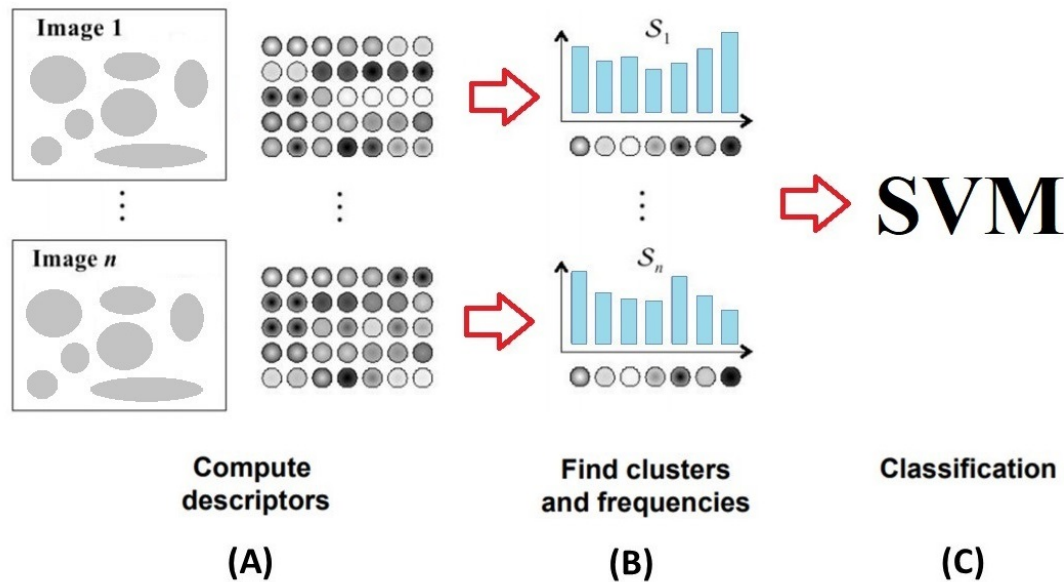 Image 1
S₁
⋮
⋮
⋮
SVM
Image n
Sₙ
Compute
descriptors
Find clusters
and frequencies
Classification
(A)
(B)
(C)